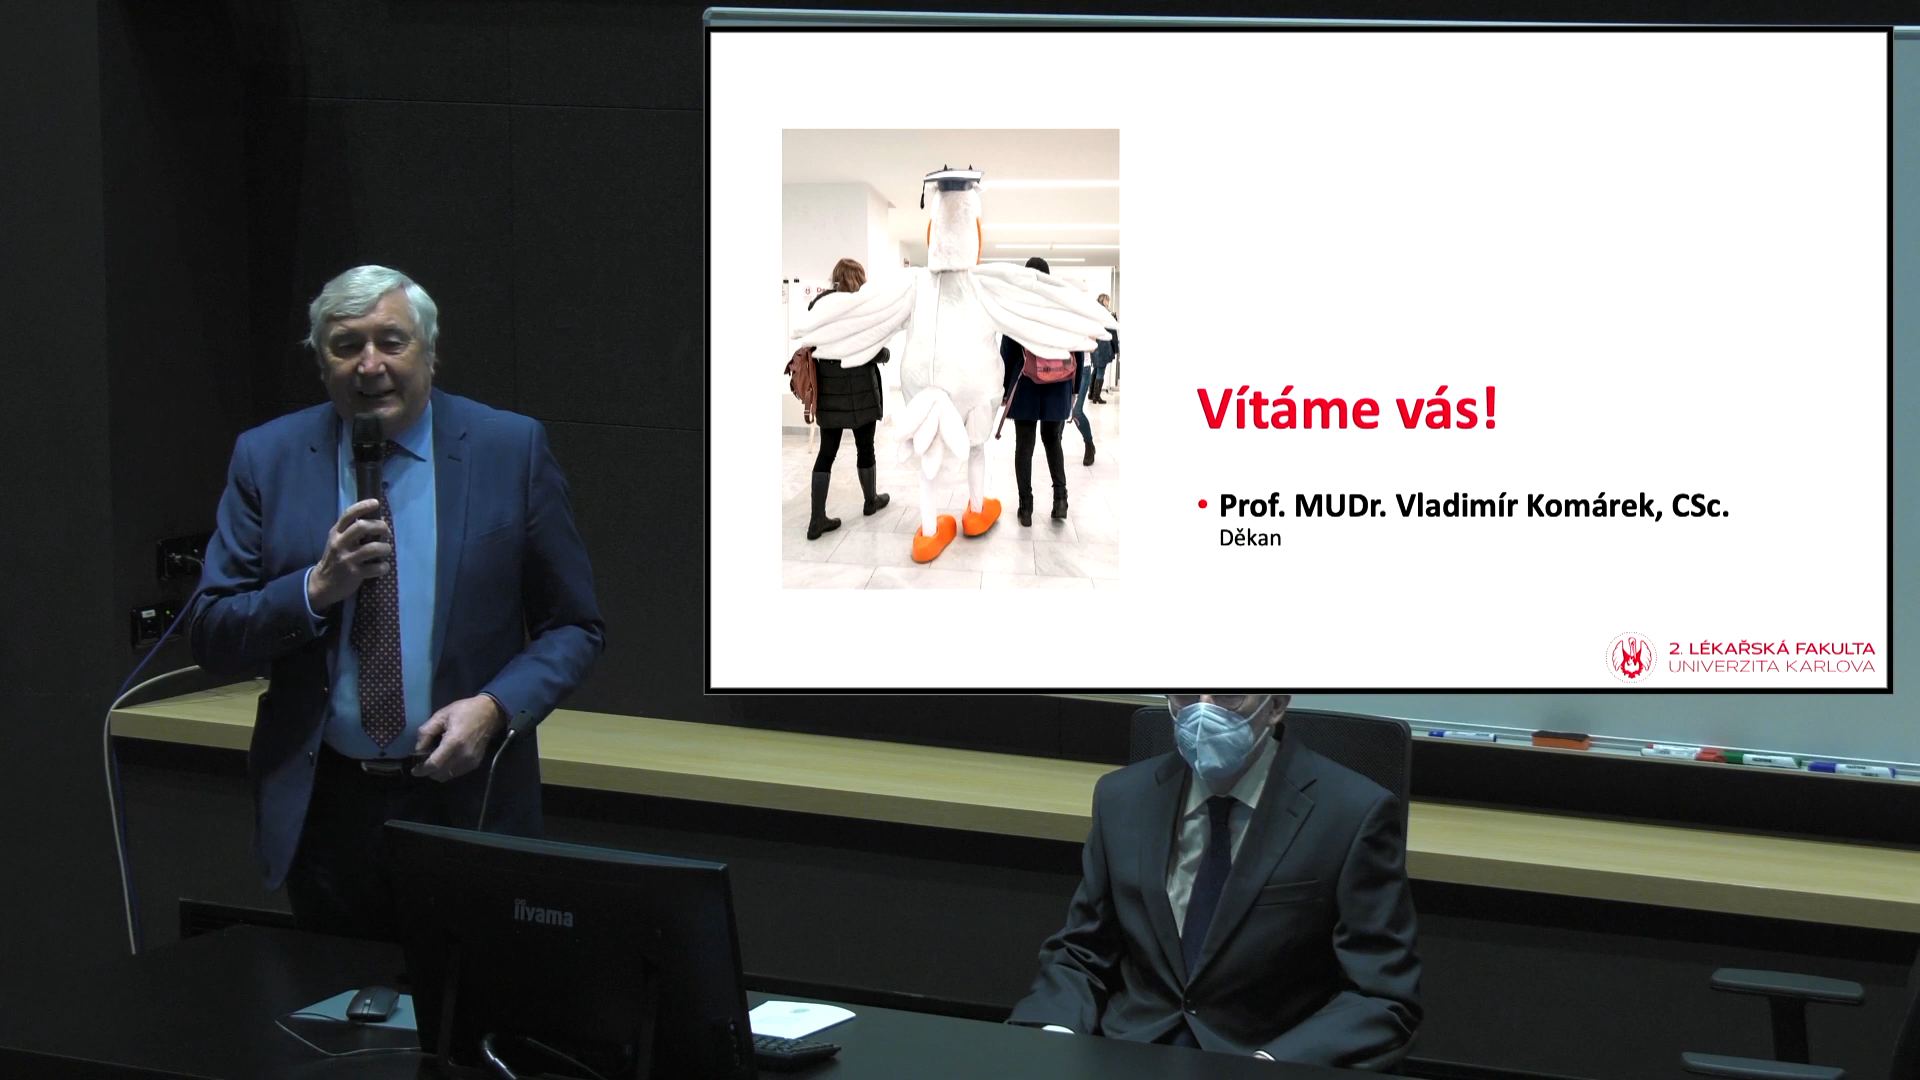 Vítáme vás!
• Prof. MUDr. Vladimír Komárek, CSc.
Děkan
2. LÉKAŘSKÁ FAKULTA
UNIVERZITA KARLOVA
iiyama